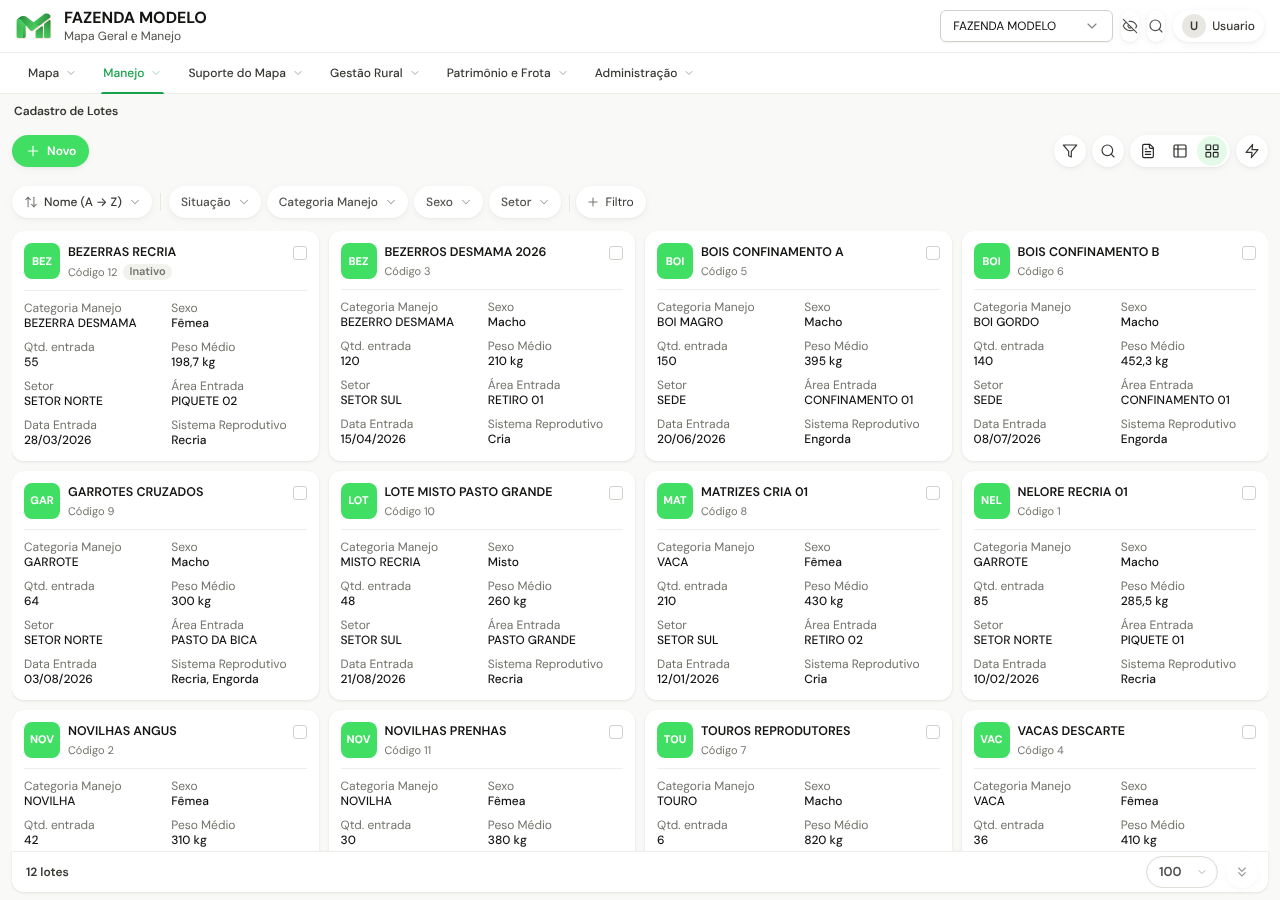 FAZENDA MODELO
Mapa Geral e Manejo
FAZENDA MODELO
U Usuario
Mapa Manejo Suporte do Mapa Gestão Rural Patrimônio e Frota Administração
Cadastro de Lotes
Novo
Nome (A → Z) Situação Categoria Manejo Sexo Setor Filtro
BEZ
BEZERRAS RECRIA
Código 12 Inativo
Categoria Manejo Sexo
BEZERRA DESMAMA Fêmea
Qtd. entrada Peso Médio
55 198,7 kg
Setor Área Entrada
SETOR NORTE PIQUETE 02
Data Entrada Sistema Reprodutivo
28/03/2026 Recria
BEZ
BEZERROS DESMAMA 2026
Código 3
Categoria Manejo Sexo
BEZERRO DESMAMA Macho
Qtd. entrada Peso Médio
120 210 kg
Setor Área Entrada
SETOR SUL RETIRO 01
Data Entrada Sistema Reprodutivo
15/04/2026 Cria
BOI
BOIS CONFINAMENTO A
Código 5
Categoria Manejo Sexo
BOI MAGRO Macho
Qtd. entrada Peso Médio
150 395 kg
Setor Área Entrada
SEDE CONFINAMENTO 01
Data Entrada Sistema Reprodutivo
20/06/2026 Engorda
BOI
BOIS CONFINAMENTO B
Código 6
Categoria Manejo Sexo
BOI GORDO Macho
Qtd. entrada Peso Médio
140 452,3 kg
Setor Área Entrada
SEDE CONFINAMENTO 01
Data Entrada Sistema Reprodutivo
08/07/2026 Engorda
GAR
GARROTES CRUZADOS
Código 9
Categoria Manejo Sexo
GARROTE Macho
Qtd. entrada Peso Médio
64 300 kg
Setor Área Entrada
SETOR NORTE PASTO DA BICA
Data Entrada Sistema Reprodutivo
03/08/2026 Recria, Engorda
LOT
LOTE MISTO PASTO GRANDE
Código 10
Categoria Manejo Sexo
MISTO RECRIA Misto
Qtd. entrada Peso Médio
48 260 kg
Setor Área Entrada
SETOR SUL PASTO GRANDE
Data Entrada Sistema Reprodutivo
21/08/2026 Recria
MAT
MATRIZES CRIA 01
Código 8
Categoria Manejo Sexo
VACA Fêmea
Qtd. entrada Peso Médio
210 430 kg
Setor Área Entrada
SETOR SUL RETIRO 02
Data Entrada Sistema Reprodutivo
12/01/2026 Cria
NEL
NELORE RECRIA 01
Código 1
Categoria Manejo Sexo
GARROTE Macho
Qtd. entrada Peso Médio
85 285,5 kg
Setor Área Entrada
SETOR NORTE PIQUETE 01
Data Entrada Sistema Reprodutivo
10/02/2026 Recria
NOV
NOVILHAS ANGUS
Código 2
Categoria Manejo Sexo
NOVILHA Fêmea
Qtd. entrada Peso Médio
42 310 kg
NOV
NOVILHAS PRENHAS
Código 11
Categoria Manejo Sexo
NOVILHA Fêmea
Qtd. entrada Peso Médio
30 380 kg
TOU
TOUROS REPRODUTORES
Código 7
Categoria Manejo Sexo
TOURO Macho
Qtd. entrada Peso Médio
6 820 kg
VAC
VACAS DESCARTE
Código 4
Categoria Manejo Sexo
VACA Fêmea
Qtd. entrada Peso Médio
36 410 kg
12 lotes
100